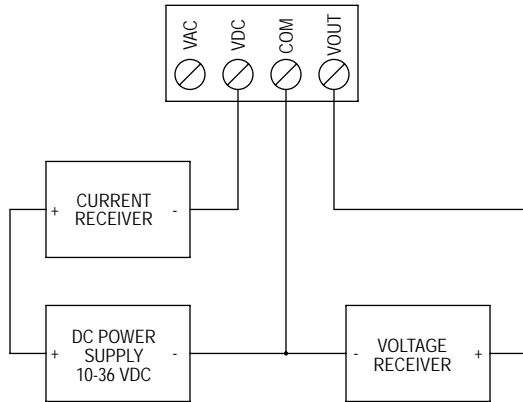 VAC
VDC
COM
VOUT
CURRENT
RECEIVER
+
-
DC POWER
SUPPLY
10-36 VDC
+
-
VOLTAGE
RECEIVER
-
+